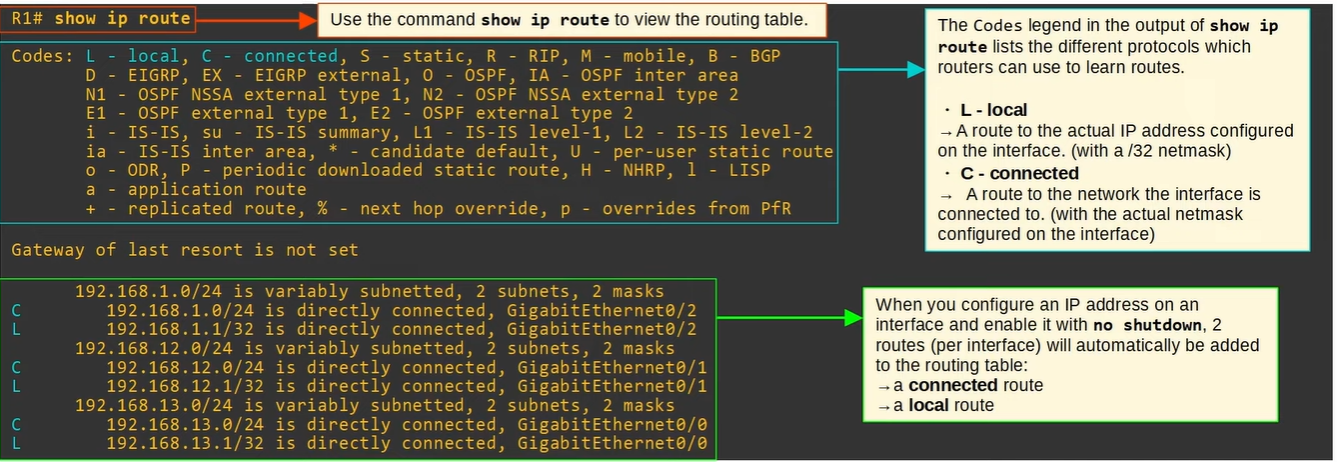 R1# show ip route
Use the command show ip route to view the routing table.
Codes: L - local, C - connected, S - static, R - RIP, M - mobile, B - BGP
D - EIGRP, EX - EIGRP external, O - OSPF, IA - OSPF inter area
N1 - OSPF NSSA external type 1, N2 - OSPF NSSA external type 2
E1 - OSPF external type 1, E2 - OSPF external type 2
i - IS-IS, su - IS-IS summary, L1 - IS-IS level-1, L2 - IS-IS level-2
ia - IS-IS inter area, * - candidate default, U - per-user static route
o - ODR, P - periodic downloaded static route, H - NHRP, l - LISP
a - application route
+ - replicated route, % - next hop override, p - overrides from PfR
The Codes legend in the output of show ip
route lists the different protocols which
routers can use to learn routes.
· L - local
→A route to the actual IP address configured
on the interface. (with a /32 netmask)
· C - connected
→ A route to the network the interface is
connected to. (with the actual netmask
configured on the interface)
Gateway of last resort is not set
192.168.1.0/24 is variably subnetted, 2 subnets, 2 masks
C 192.168.1.0/24 is directly connected, GigabitEthernet0/2
L 192.168.1.1/32 is directly connected, GigabitEthernet0/2
192.168.12.0/24 is variably subnetted, 2 subnets, 2 masks
C 192.168.12.0/24 is directly connected, GigabitEthernet0/1
L 192.168.12.1/32 is directly connected, GigabitEthernet0/1
192.168.13.0/24 is variably subnetted, 2 subnets, 2 masks
C 192.168.13.0/24 is directly connected, GigabitEthernet0/0
L 192.168.13.1/32 is directly connected, GigabitEthernet0/0
When you configure an IP address on an
interface and enable it with no shutdown, 2
routes (per interface) will automatically be added
to the routing table:
→a connected route
→a local route